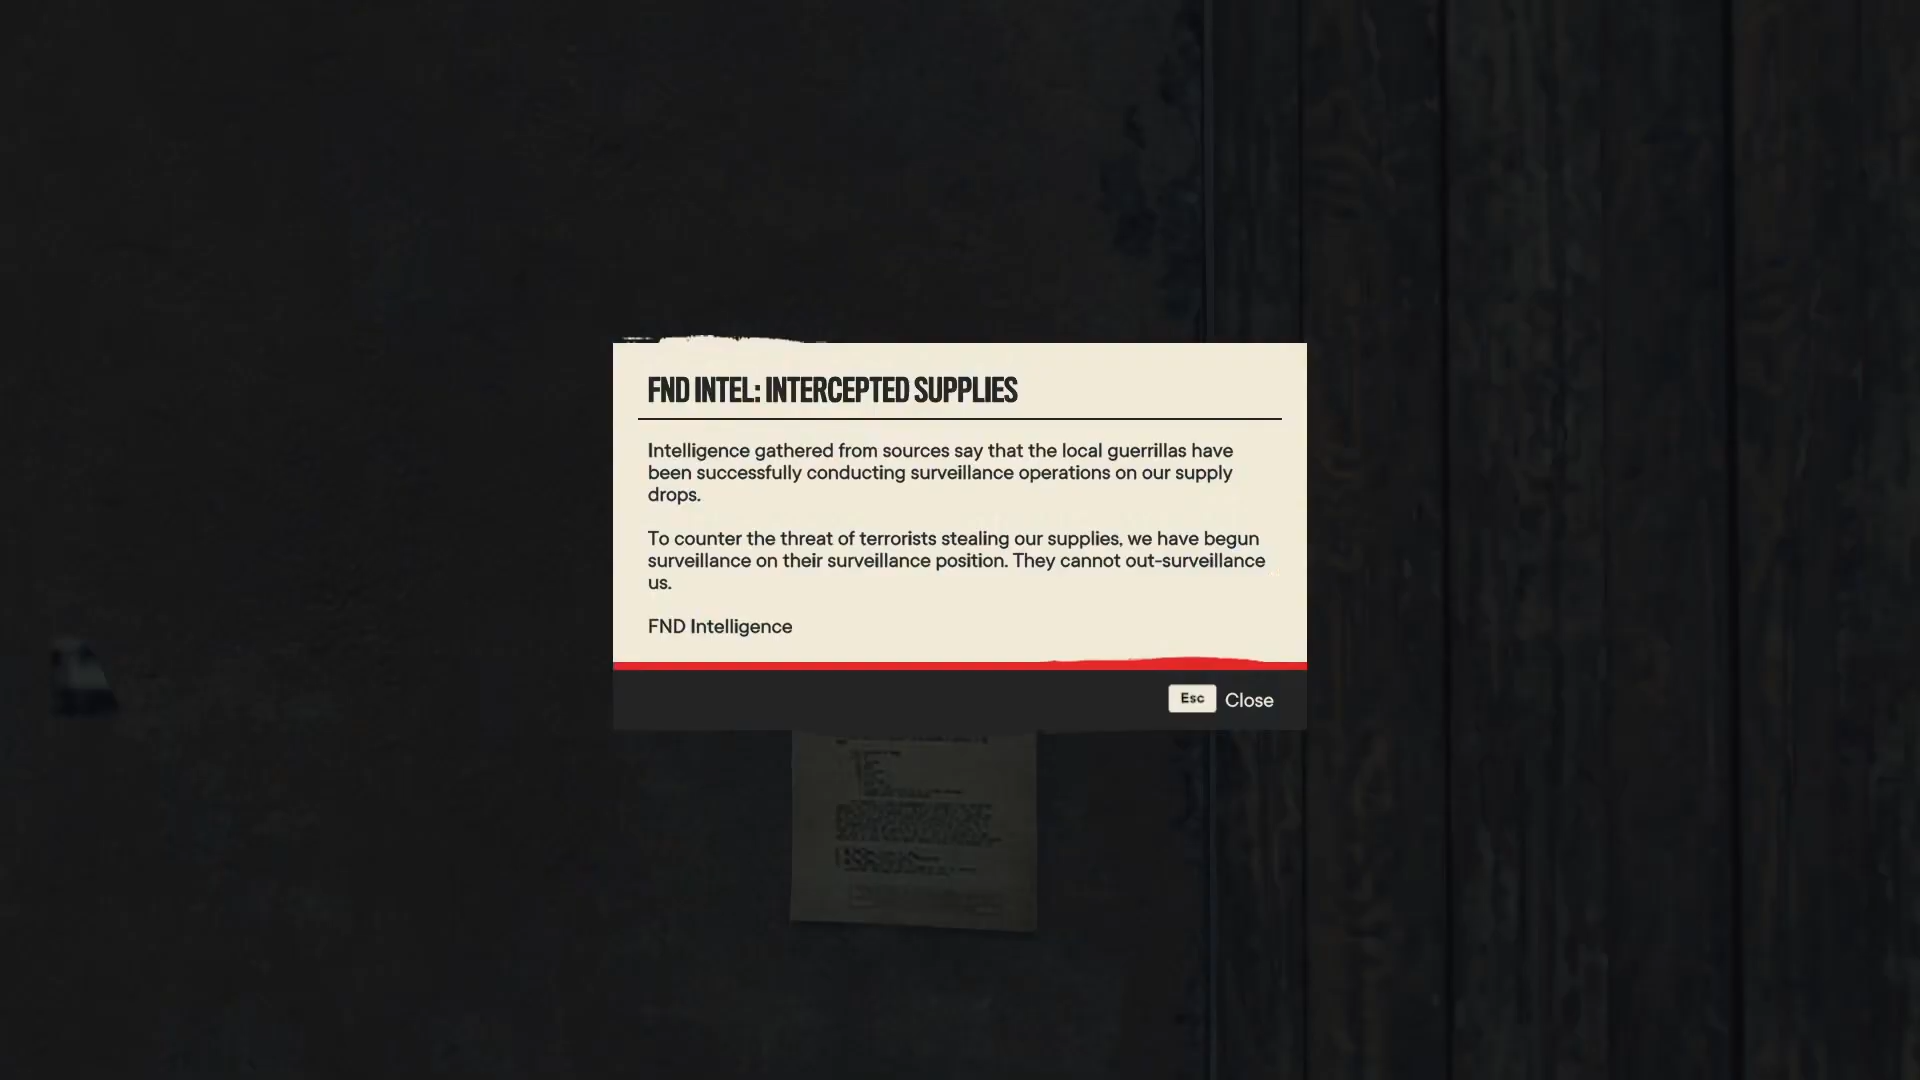 FND INTEL: INTERCEPTED SUPPLIES
Intelligence gathered from sources say that the local guerrillas have
been successfully conducting surveillance operations on our supply
drops.
To counter the threat of terrorists stealing our supplies, we have begun
surveillance on their surveillance position. They cannot out-surveillance
us.
FND Intelligence
Esc Close